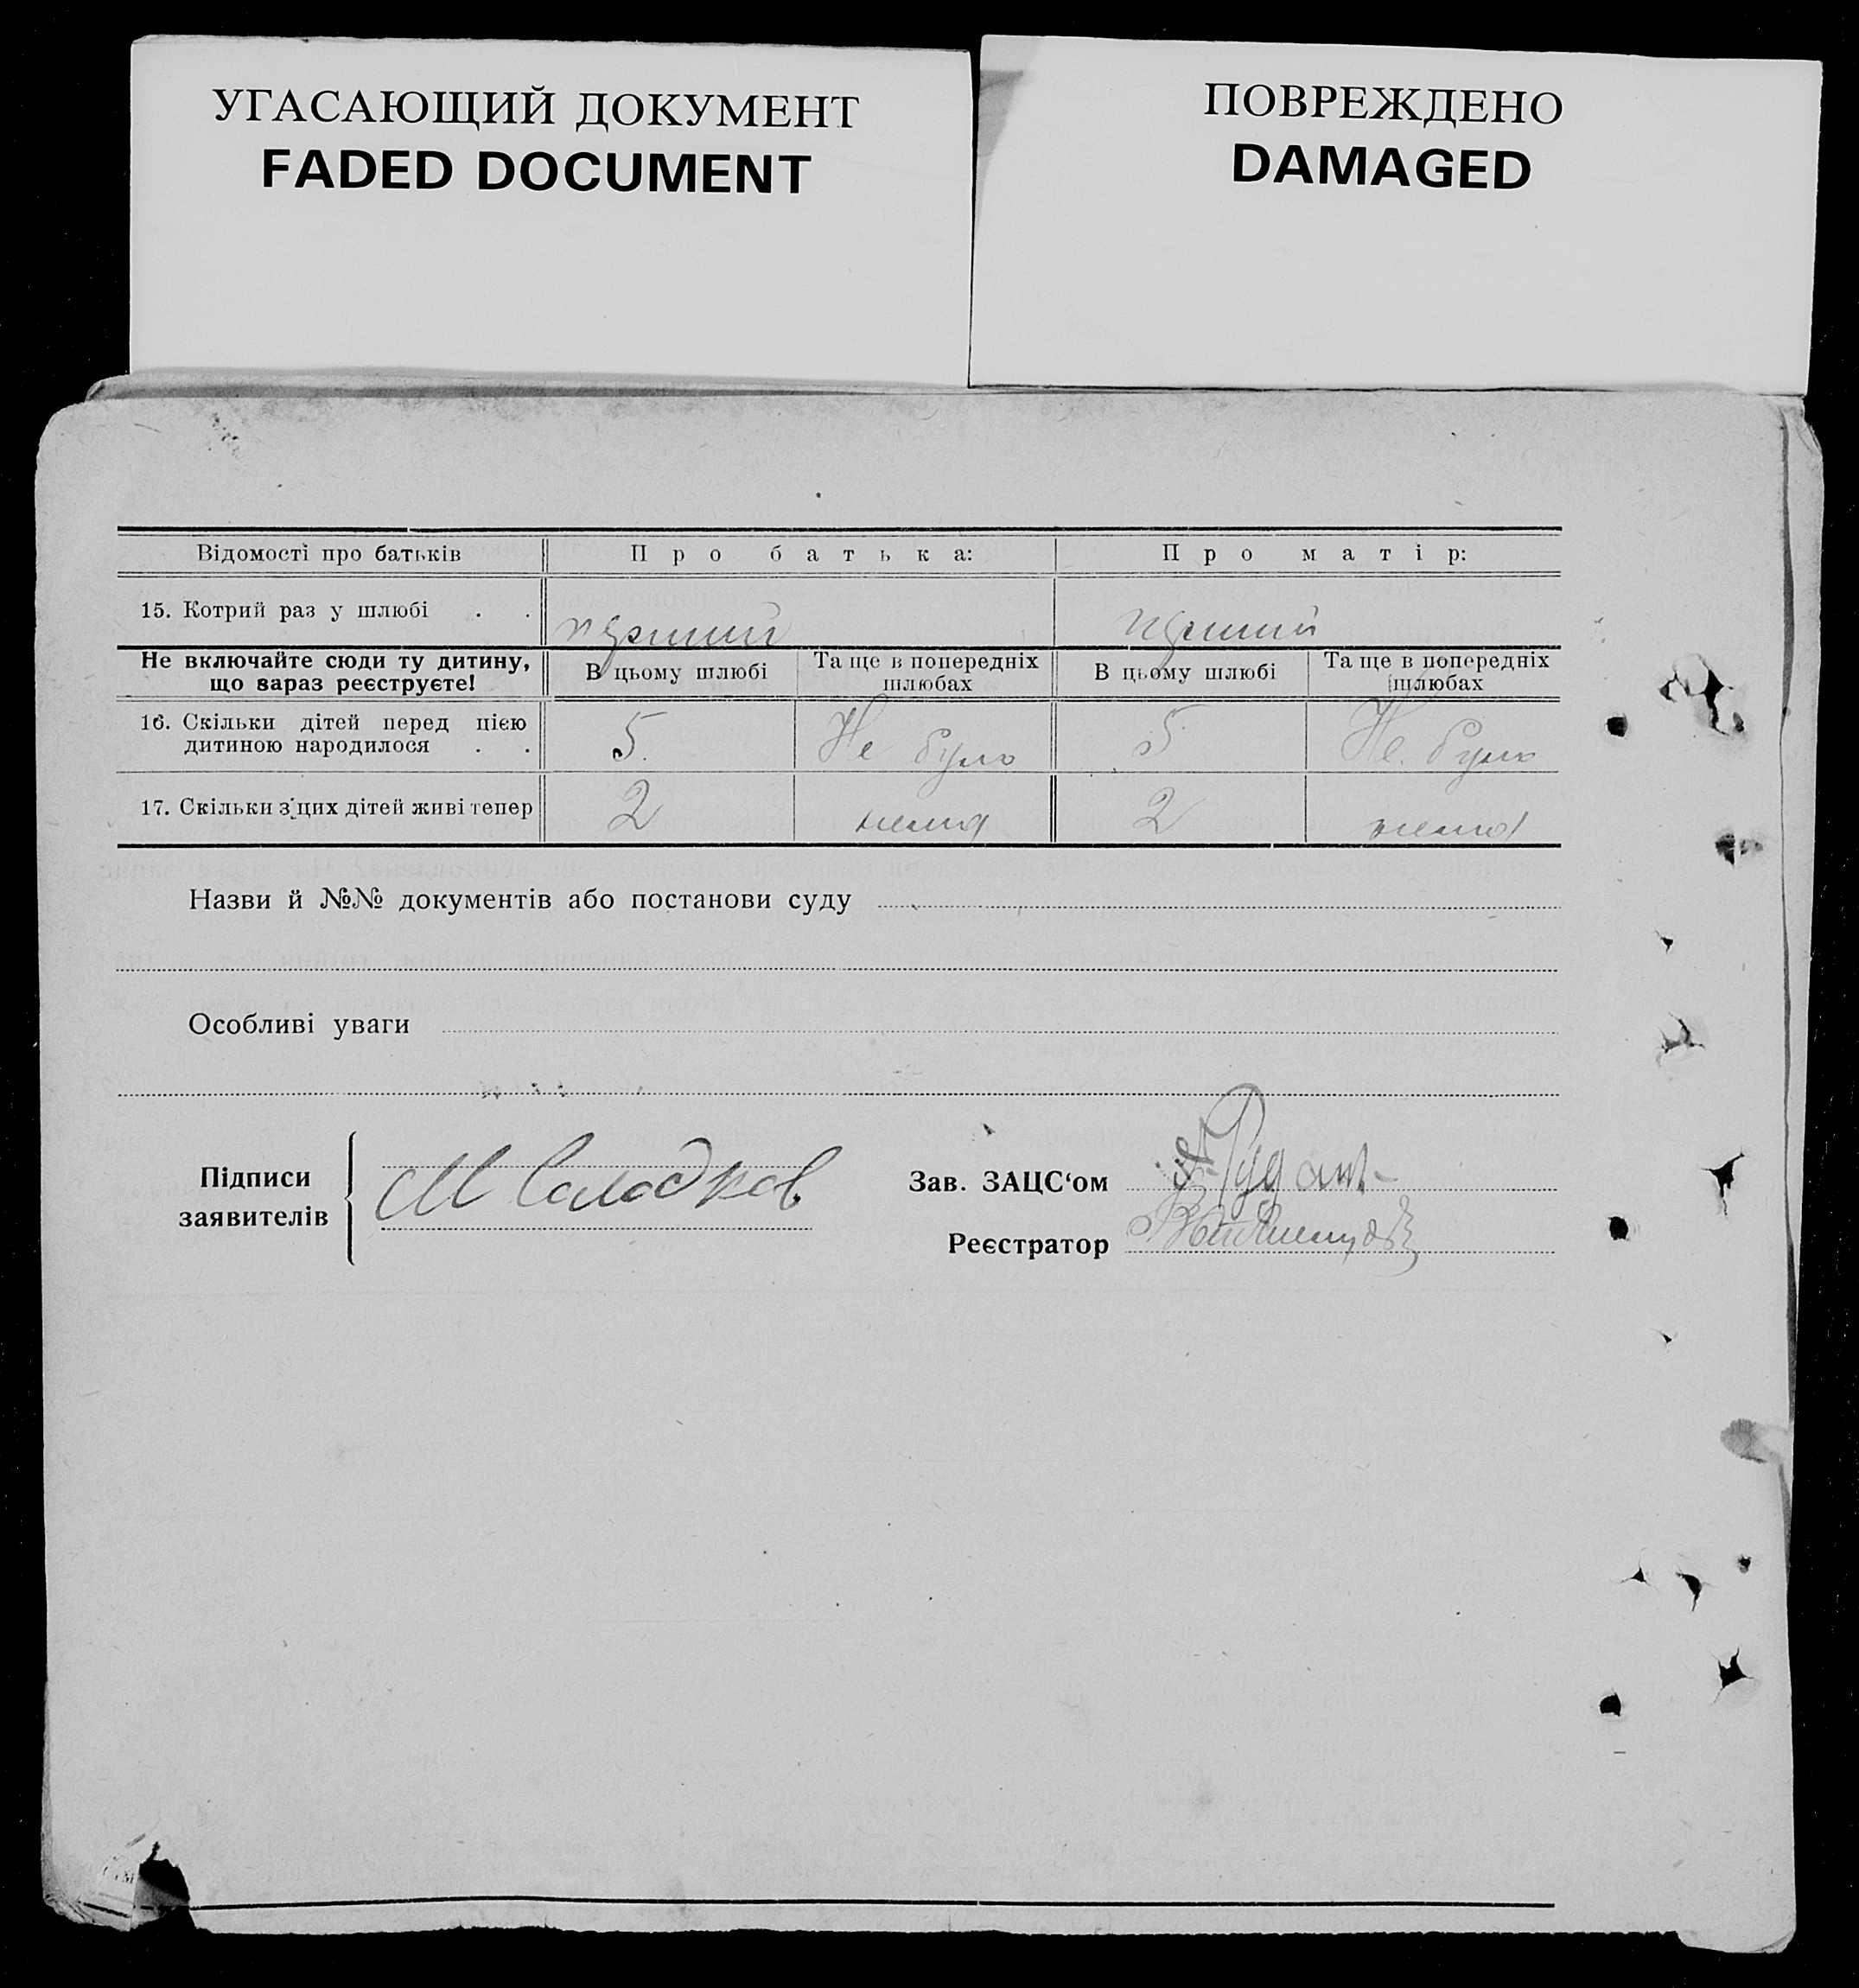 УГАСАЮЩИЙ ДОКУМЕНТ
FADED DOCUMENT
ПОВРЕЖДЕНО
DAMAGED
Відомості про батьків Про батька: Про матір:
15. Котрий раз у шлюбі . . перший перший
Не включайте сюди ту дитину, що зараз реєструєте! В цьому шлюбі Та ще в попередніх шлюбах В цьому шлюбі Та ще в попередніх шлюбах
16. Скільки дітей перед цією дитиною народилося . . 5. Не було 5 Не було
17. Скільки з цих дітей живі тепер 2 нема 2 нема
Назви й №№ документів або постанови суду
Особливі уваги
Підписи заявителів М Солодков
Зав. ЗАЦС‘ом
Реєстратор